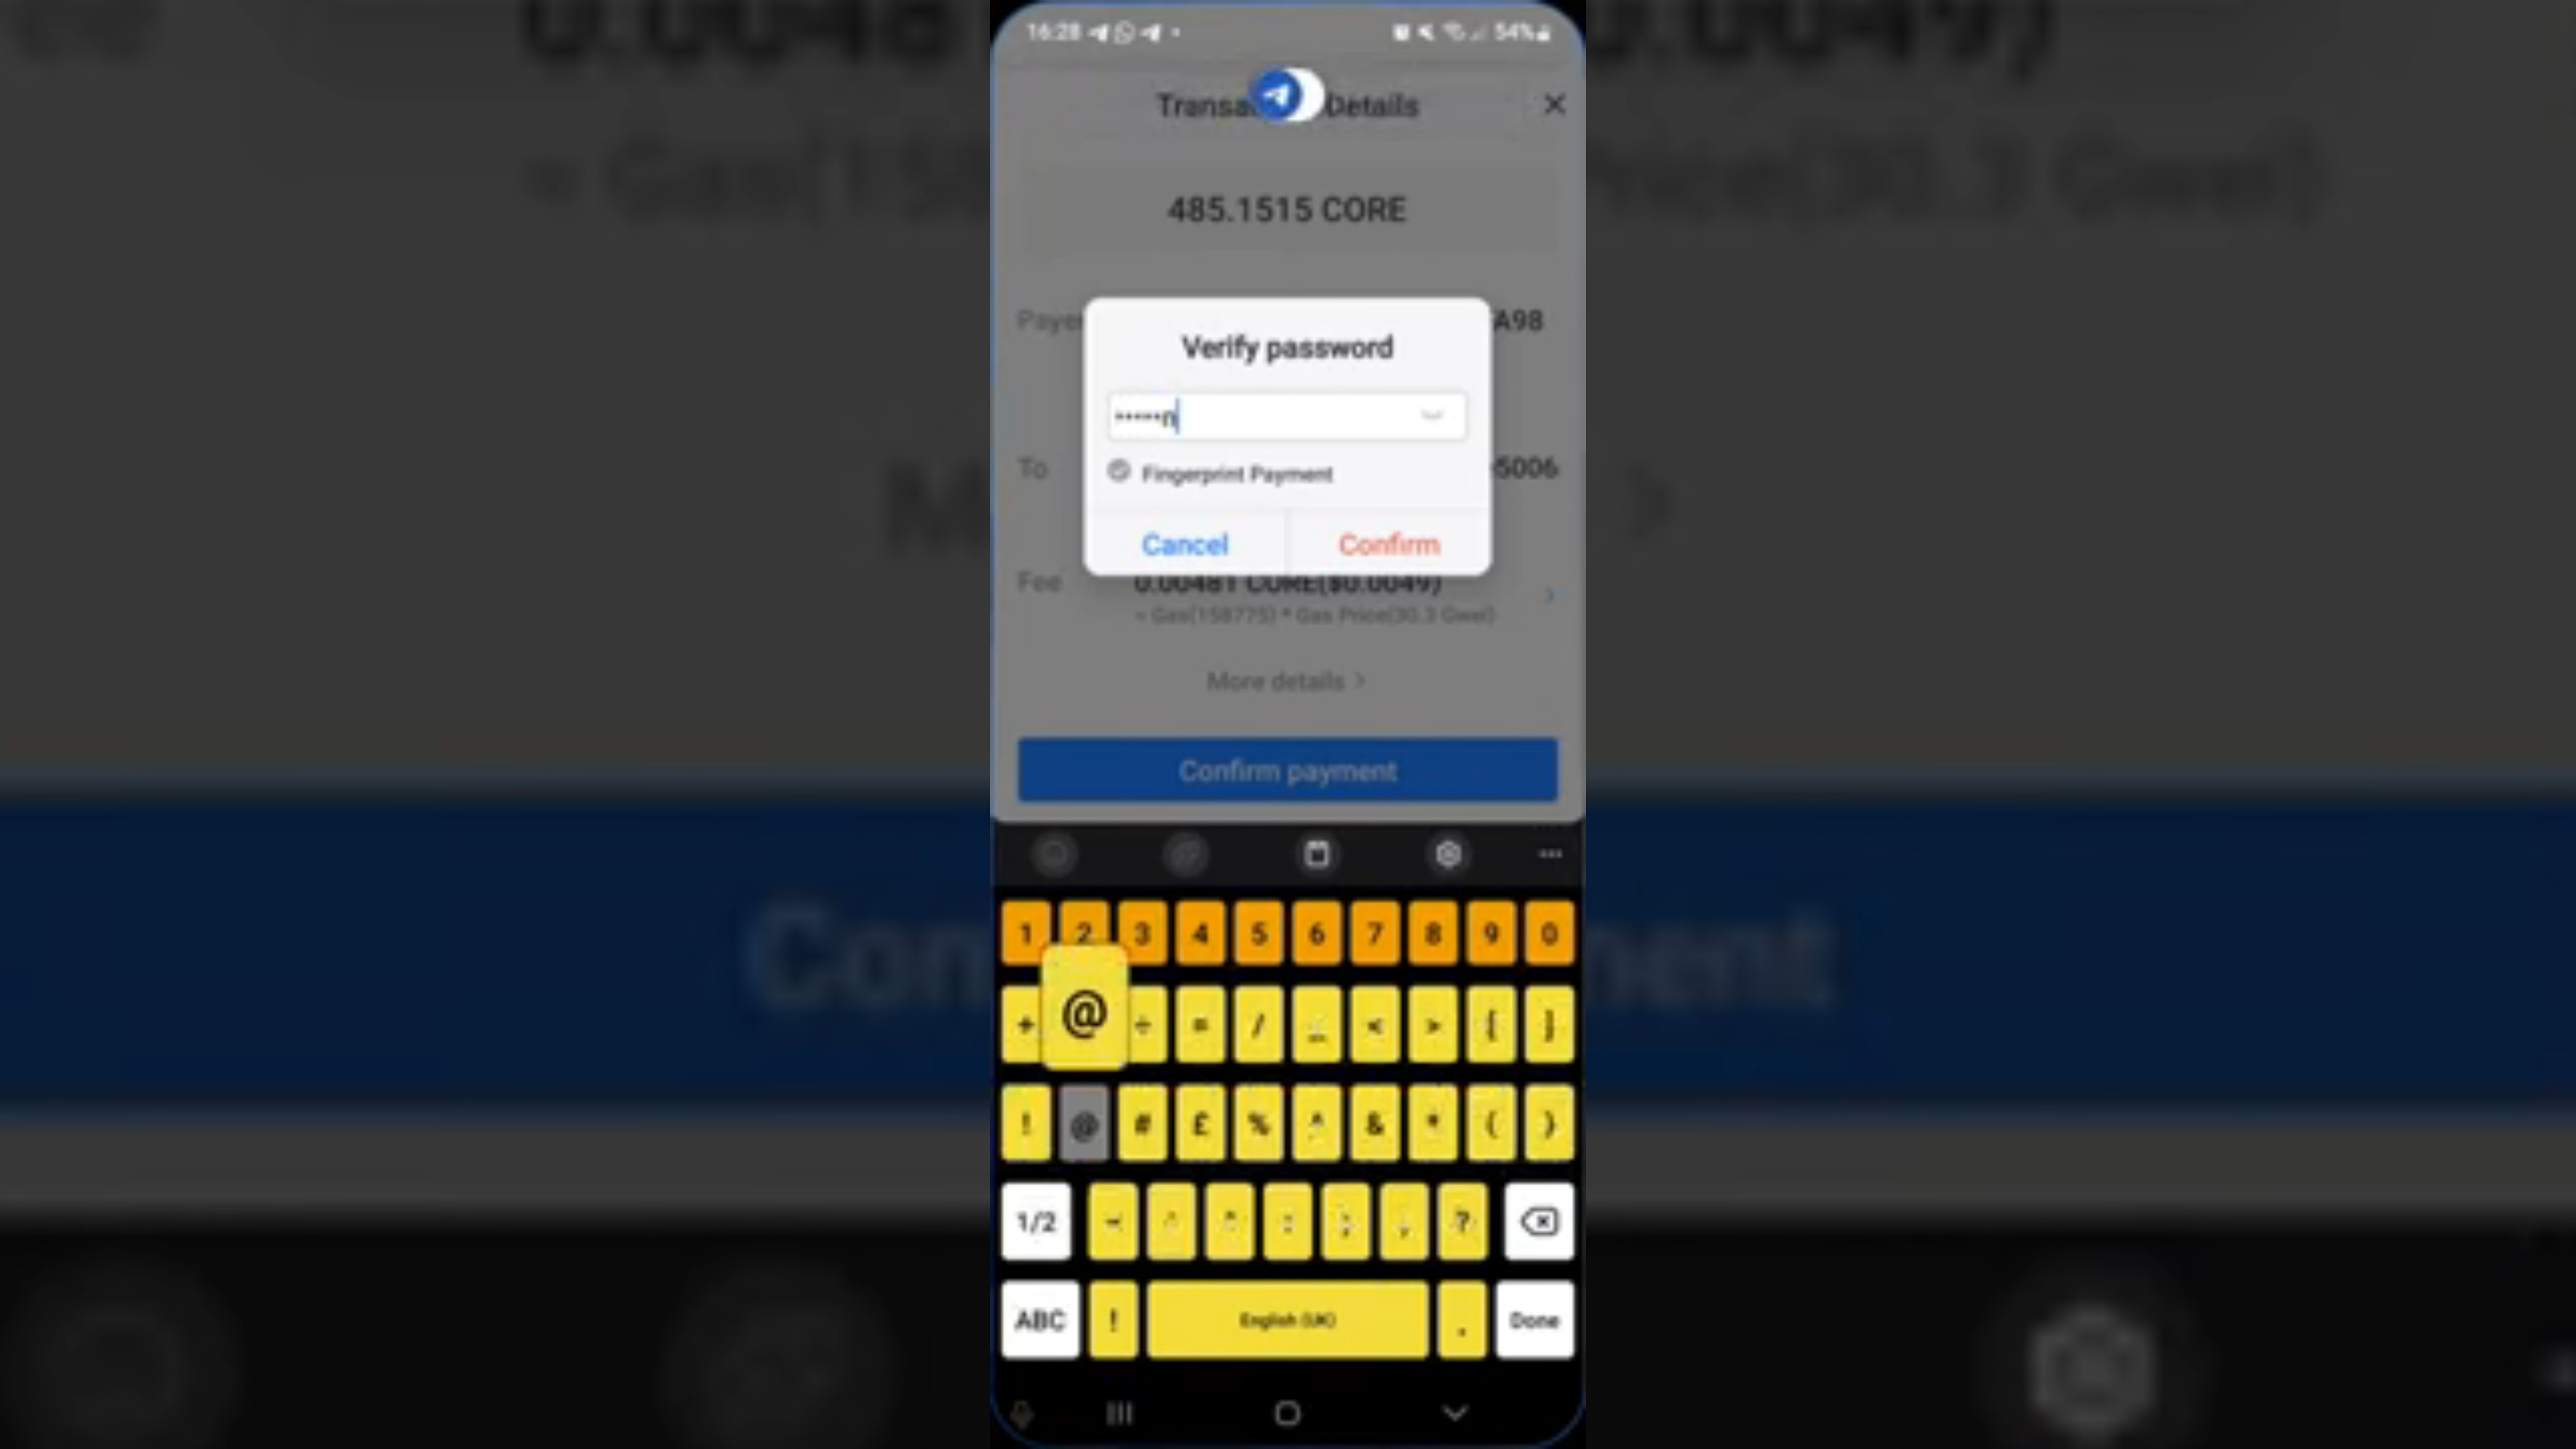 16:28
54%
Transa Details
485.1515 CORE
Paye A98
Verify password
•••••n
To 5006
Fingerprint Payment
Cancel Confirm
Fee 0.00481 CORE($0.0049)
= Gas(158775) * Gas Price(30.3 Gwei)
More details >
Confirm payment
1 2 3 4 5 6 7 8 9 0
+ @ ÷ = / _ < > [ ]
! @ # £ % ^ & * ( )
1/2 - ' " : ; , ?
ABC ! English (UK) . Done